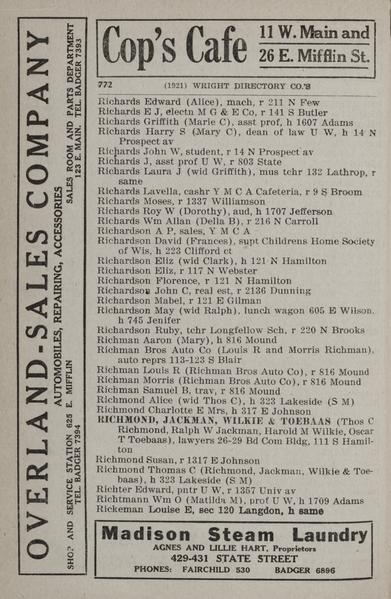 OVERLAND-SALES COMPANY
AUTOMOBILES, REPAIRING, ACCESSORIES
SHOP AND SERVICE STATION 625 E. MIFFLIN
TEL. BADGER 7394
SALES ROOM AND PARTS DEPARTMENT
123 E. MAIN, TEL. BADGER 7393
Cop's Cafe
11 W. Main and
26 E. Mifflin St.
772 (1921) WRIGHT DIRECTORY CO.'S
Richards Edward (Alice), mach, r 211 N Few
Richards E J, electn M G & E Co, r 141 S Butler
Richards Griffith (Marie C), asst prof, h 1607 Adams
Richards Harry S (Mary C), dean of law U W, h 14 N
Prospect av
Richards John W, student, r 14 N Prospect av
Richards J, asst prof U W, r 803 State
Richards Laura J (wid Griffith), mus tchr 132 Lathrop, r
same
Richards Lavella, cashr Y M C A Cafeteria, r 9 S Broom
Richards Moses, r 1337 Williamson
Richards Roy W (Dorothy), aud, h 1707 Jefferson
Richards Wm Allan (Della B), r 216 N Carroll
Richardson A P, sales, Y M C A
Richardson David (Frances), supt Childrens Home Society
of Wis, h 223 Clifford ct
Richardson Eliz (wid Clark), h 121 N Hamilton
Richardson Eliz, r 117 N Webster
Richardson Florence, r 121 N Hamilton
Richardson John C, real est, r 2136 Dunning
Richardson Mabel, r 121 E Gilman
Richardson May (wid Ralph), lunch wagon 605 E Wilson,
h 745 Jenifer
Richardson Ruby, tchr Longfellow Sch, r 220 N Brooks
Richman Aaron (Mary), h 816 Mound
Richman Bros Auto Co (Louis R and Morris Richman),
auto reprs 113-123 S Blair
Richman Louis R (Richman Bros Auto Co), r 816 Mound
Richman Morris (Richman Bros Auto Co), r 816 Mound
Richman Samuel B, trav, r 816 Mound
Richmond Alice (wid Thos C), h 323 Lakeside (S M)
Richmond Charlotte E Mrs, h 317 E Johnson
RICHMOND, JACKMAN, WILKIE & TOEBAAS (Thos C
Richmond, Ralph W Jackman, Harold M Wilkie, Oscar
T Toebaas), lawyers 26-29 Bd Com Bldg, 111 S Hamil-
ton
Richmond Susan, r 1317 E Johnson
Richmond Thomas C (Richmond, Jackman, Wilkie & Toe-
baas), h 323 Lakeside (S M)
Richter Edward, pntr U W, r 1357 Univ av
Richtmann Wm O (Matilda M), prof U W, h 1709 Adams
Rickeman Louise E, sec 120 Langdon, h same
Madison Steam Laundry
AGNES AND LILLIE HART, Proprietors
429-431 STATE STREET
PHONES: FAIRCHILD 530 BADGER 6896